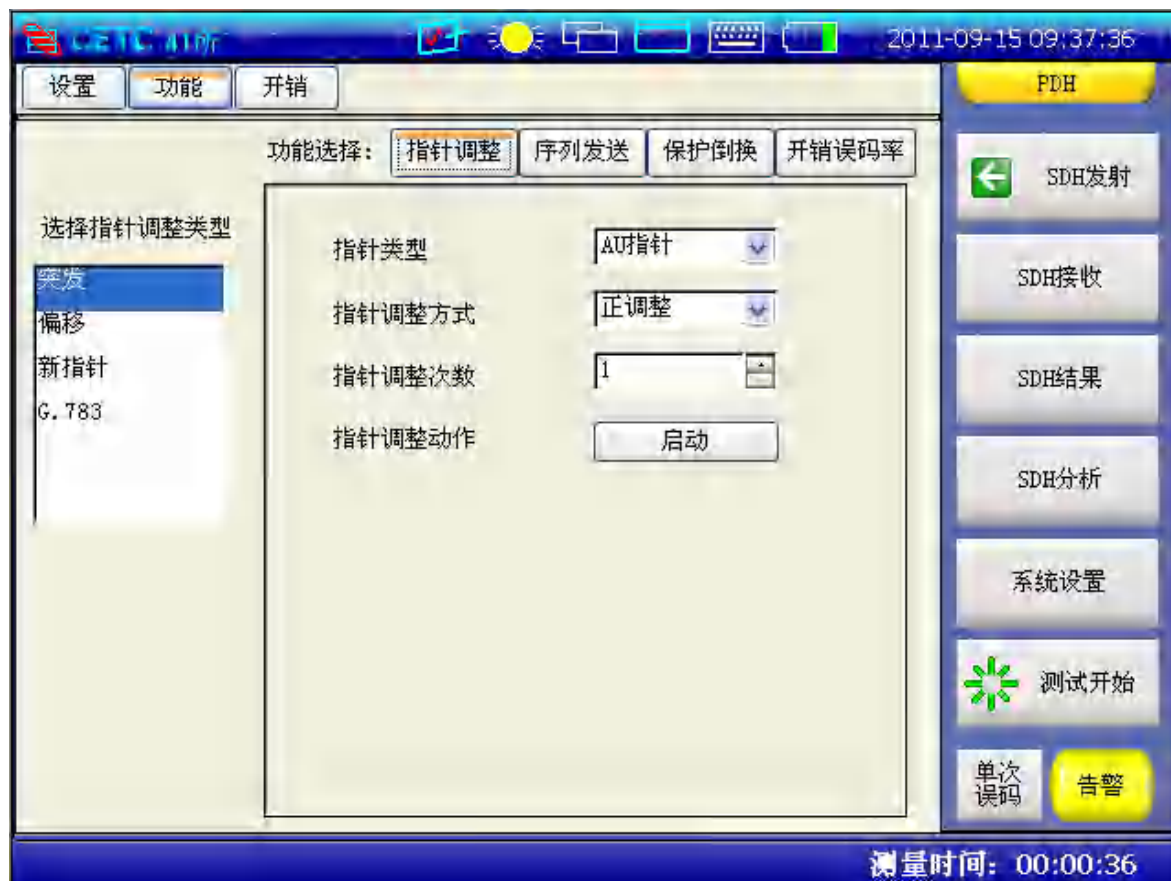 CETC 41所 2011-09-15 09:37:36
设置 功能 开销 PDH
功能选择: 指针调整 序列发送 保护倒换 开销误码率
SDH发射
选择指针调整类型
突发
偏移
新指针
G.783
指针类型 AU指针
指针调整方式 正调整
指针调整次数 1
指针调整动作 启动
SDH接收
SDH结果
SDH分析
系统设置
测试开始
单次
误码
告警
测量时间: 00:00:36